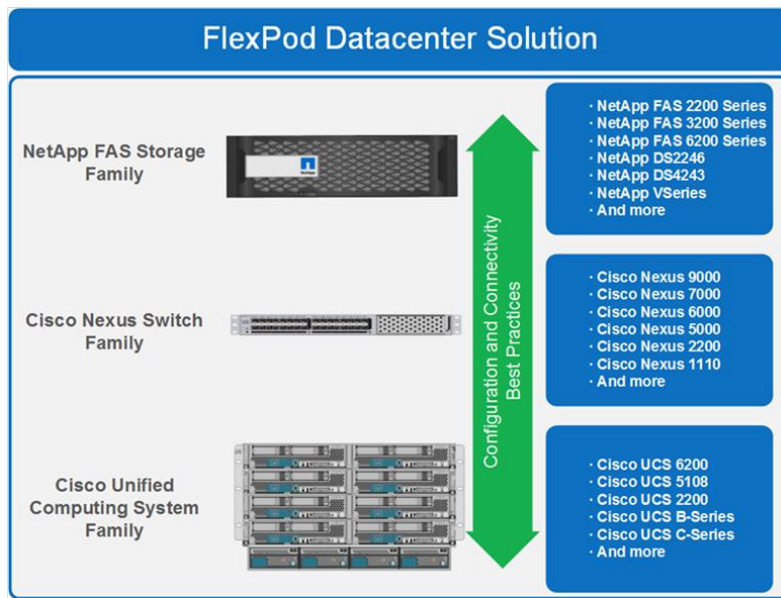 FlexPod Datacenter Solution
NetApp FAS Storage
Family
· NetApp FAS 2200 Series
· NetApp FAS 3200 Series
· NetApp FAS 6200 Series
· NetApp DS2246
· NetApp DS4243
· NetApp VSeries
· And more
Configuration and Connectivity
Best Practices
Cisco Nexus Switch
Family
· Cisco Nexus 9000
· Cisco Nexus 7000
· Cisco Nexus 6000
· Cisco Nexus 5000
· Cisco Nexus 2200
· Cisco Nexus 1110
· And more
Cisco Unified
Computing System
Family
· Cisco UCS 6200
· Cisco UCS 5108
· Cisco UCS 2200
· Cisco UCS B-Series
· Cisco UCS C-Series
· And more